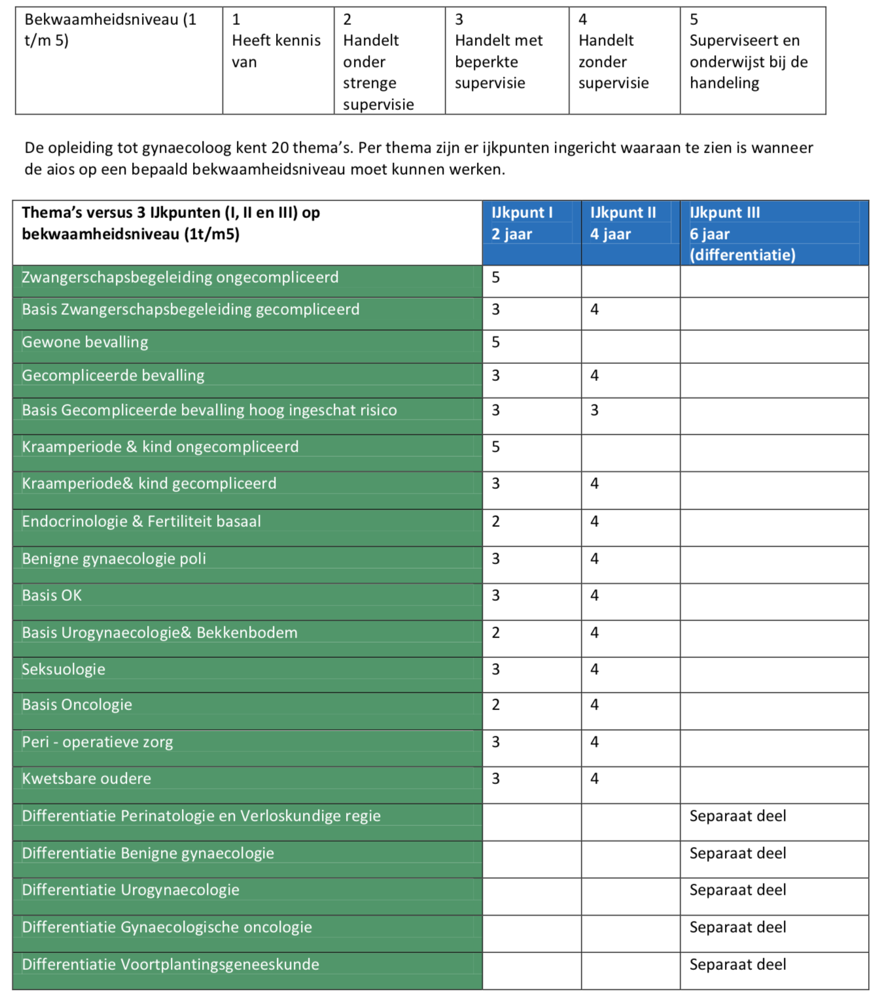 Bekwaamheidsniveau (1
t/m 5)
1
Heeft kennis
van
2
Handelt
onder
strenge
supervisie
3
Handelt met
beperkte
supervisie
4
Handelt
zonder
supervisie
5
Superviseert en
onderwijst bij de
handeling
De opleiding tot gynaecoloog kent 20 thema’s. Per thema zijn er ijkpunten ingericht waaraan te zien is wanneer
de aios op een bepaald bekwaamheidsniveau moet kunnen werken.
Thema’s versus 3 IJkpunten (I, II en III) op
bekwaamheidsniveau (1t/m5)
IJkpunt I
2 jaar
IJkpunt II
4 jaar
IJkpunt III
6 jaar
(differentiatie)
Zwangerschapsbegeleiding ongecompliceerd 5
Basis Zwangerschapsbegeleiding gecompliceerd 3 4
Gewone bevalling 5
Gecompliceerde bevalling 3 4
Basis Gecompliceerde bevalling hoog ingeschat risico 3 3
Kraamperiode & kind ongecompliceerd 5
Kraamperiode& kind gecompliceerd 3 4
Endocrinologie & Fertiliteit basaal 2 4
Benigne gynaecologie poli 3 4
Basis OK 3 4
Basis Urogynaecologie& Bekkenbodem 2 4
Seksuologie 3 4
Basis Oncologie 2 4
Peri - operatieve zorg 3 4
Kwetsbare oudere 3 4
Differentiatie Perinatologie en Verloskundige regie Separaat deel
Differentiatie Benigne gynaecologie Separaat deel
Differentiatie Urogynaecologie Separaat deel
Differentiatie Gynaecologische oncologie Separaat deel
Differentiatie Voortplantingsgeneeskunde Separaat deel